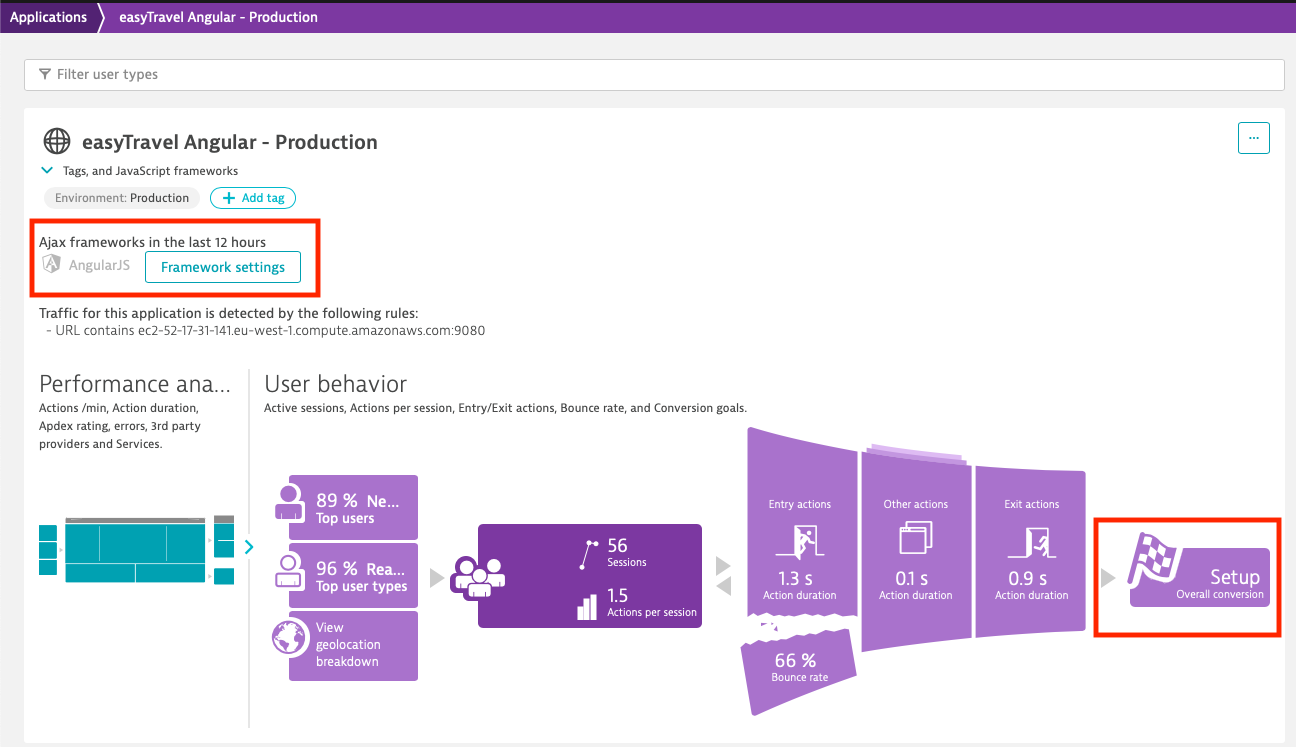 Applications
easyTravel Angular - Production
Filter user types
easyTravel Angular - Production
...
Tags, and JavaScript frameworks
Environment: Production
+ Add tag
Ajax frameworks in the last 12 hours
AngularJS
Framework settings
Traffic for this application is detected by the following rules:
- URL contains ec2-52-17-31-141.eu-west-1.compute.amazonaws.com:9080
Performance ana...
Actions /min, Action duration,
Apdex rating, errors, 3rd party
providers and Services.
User behavior
Active sessions, Actions per session, Entry/Exit actions, Bounce rate, and Conversion goals.
89 % Ne...
Top users
96 % Rea...
Top user types
View
geolocation
breakdown
56
Sessions
1.5
Actions per session
Entry actions
1.3 s
Action duration
66 %
Bounce rate
Other actions
0.1 s
Action duration
Exit actions
0.9 s
Action duration
Setup
Overall conversion